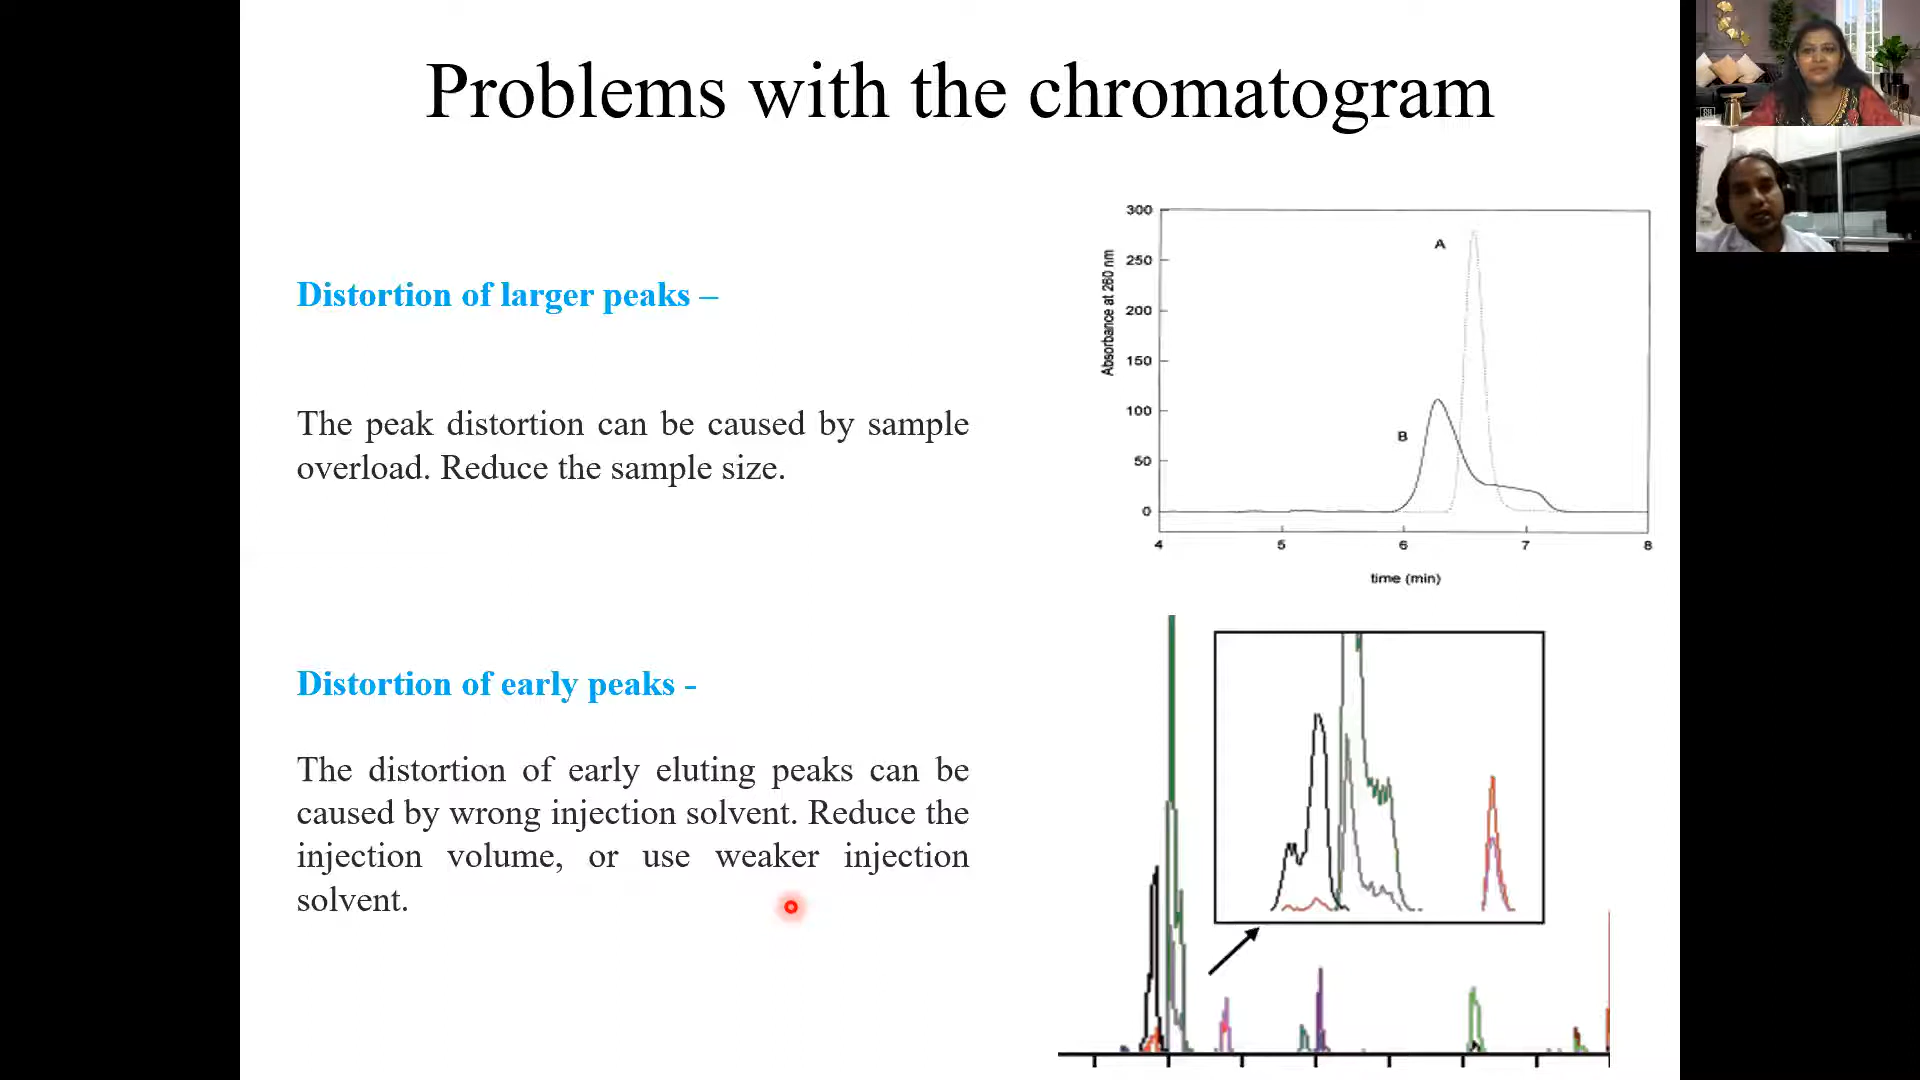 Problems with the chromatogram
Distortion of larger peaks –
The peak distortion can be caused by sample
overload. Reduce the sample size.
Distortion of early peaks -
The distortion of early eluting peaks can be
caused by wrong injection solvent. Reduce the
injection volume, or use weaker injection
solvent.
Absorbance at 260 nm
300
250
200
150
100
50
0
A
B
4 5 6 7 8
time (min)